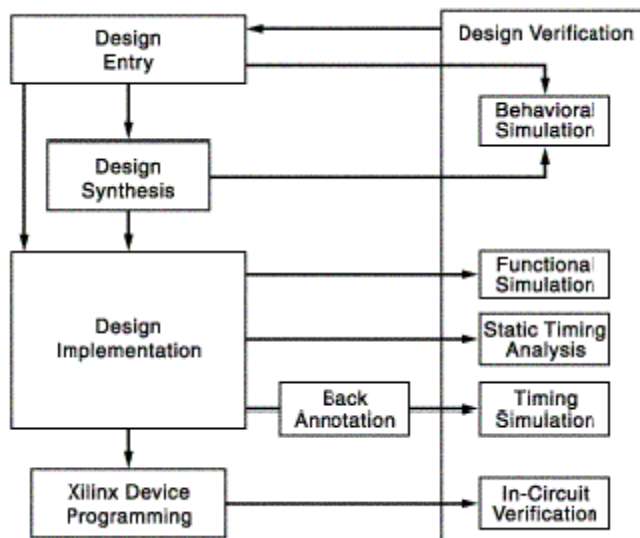 Design
Entry
Design Verification
Behavioral
Simulation
Design
Synthesis
Functional
Simulation
Design
Implementation
Static Timing
Analysis
Back
Annotation
Timing
Simulation
Xilinx Device
Programming
In-Circuit
Verification